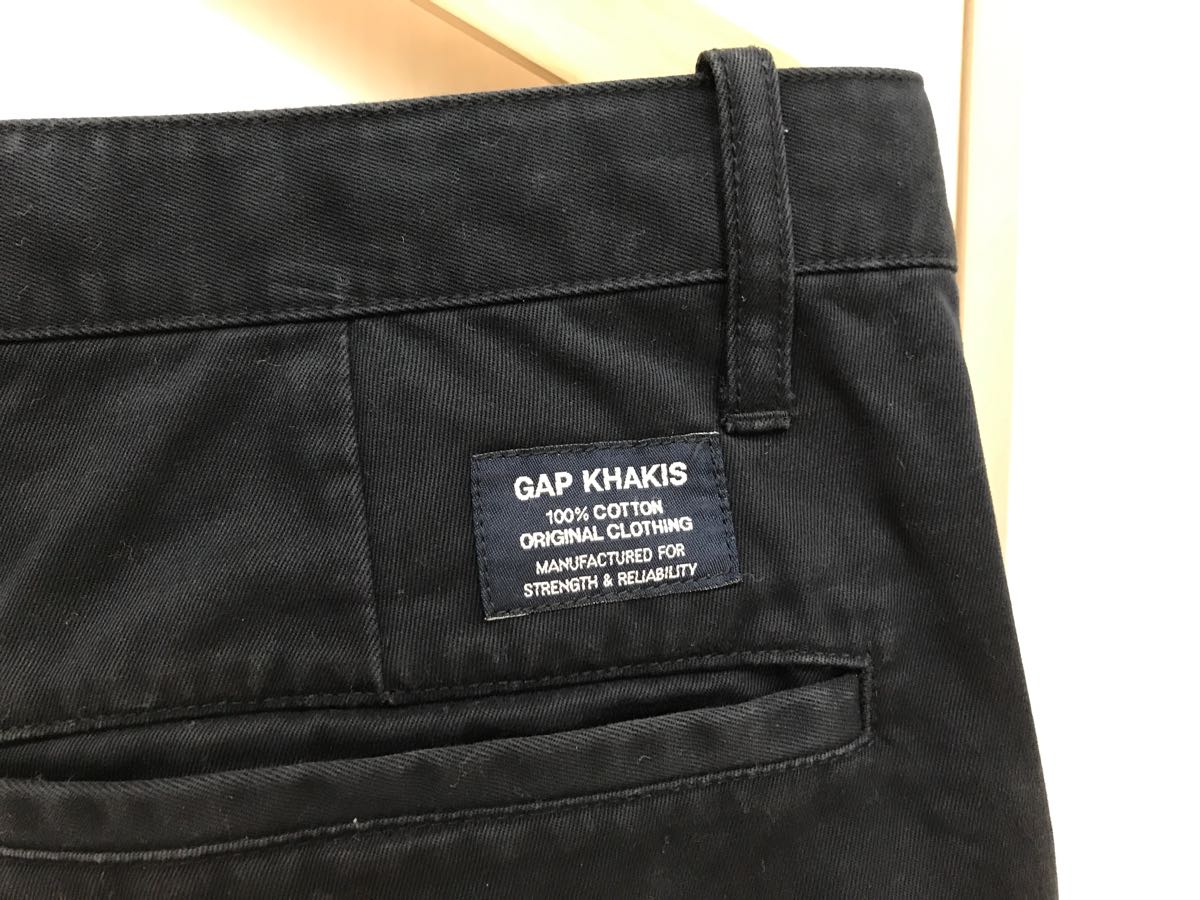 GAP KHAKIS
100% COTTON
ORIGINAL CLOTHING
MANUFACTURED FOR
STRENGTH & RELIABILITY